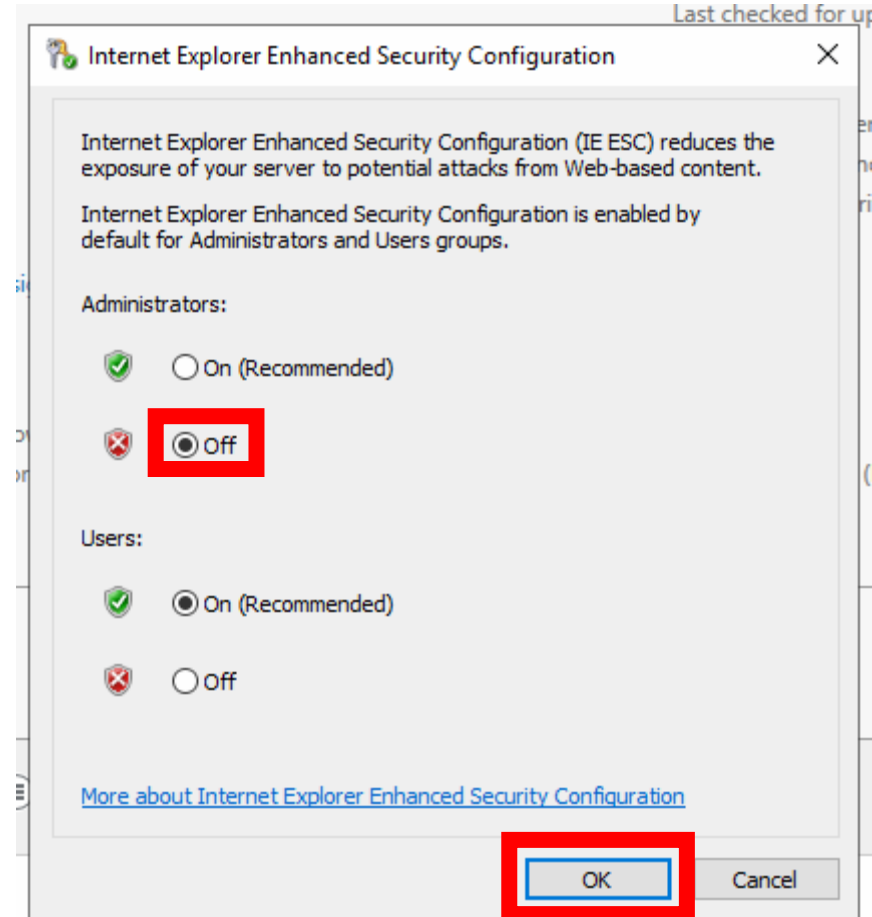 Last checked for up
Internet Explorer Enhanced Security Configuration
Internet Explorer Enhanced Security Configuration (IE ESC) reduces the
exposure of your server to potential attacks from Web-based content.
Internet Explorer Enhanced Security Configuration is enabled by
default for Administrators and Users groups.
Administrators:
On (Recommended)
Off
Users:
On (Recommended)
Off
More about Internet Explorer Enhanced Security Configuration
OK
Cancel